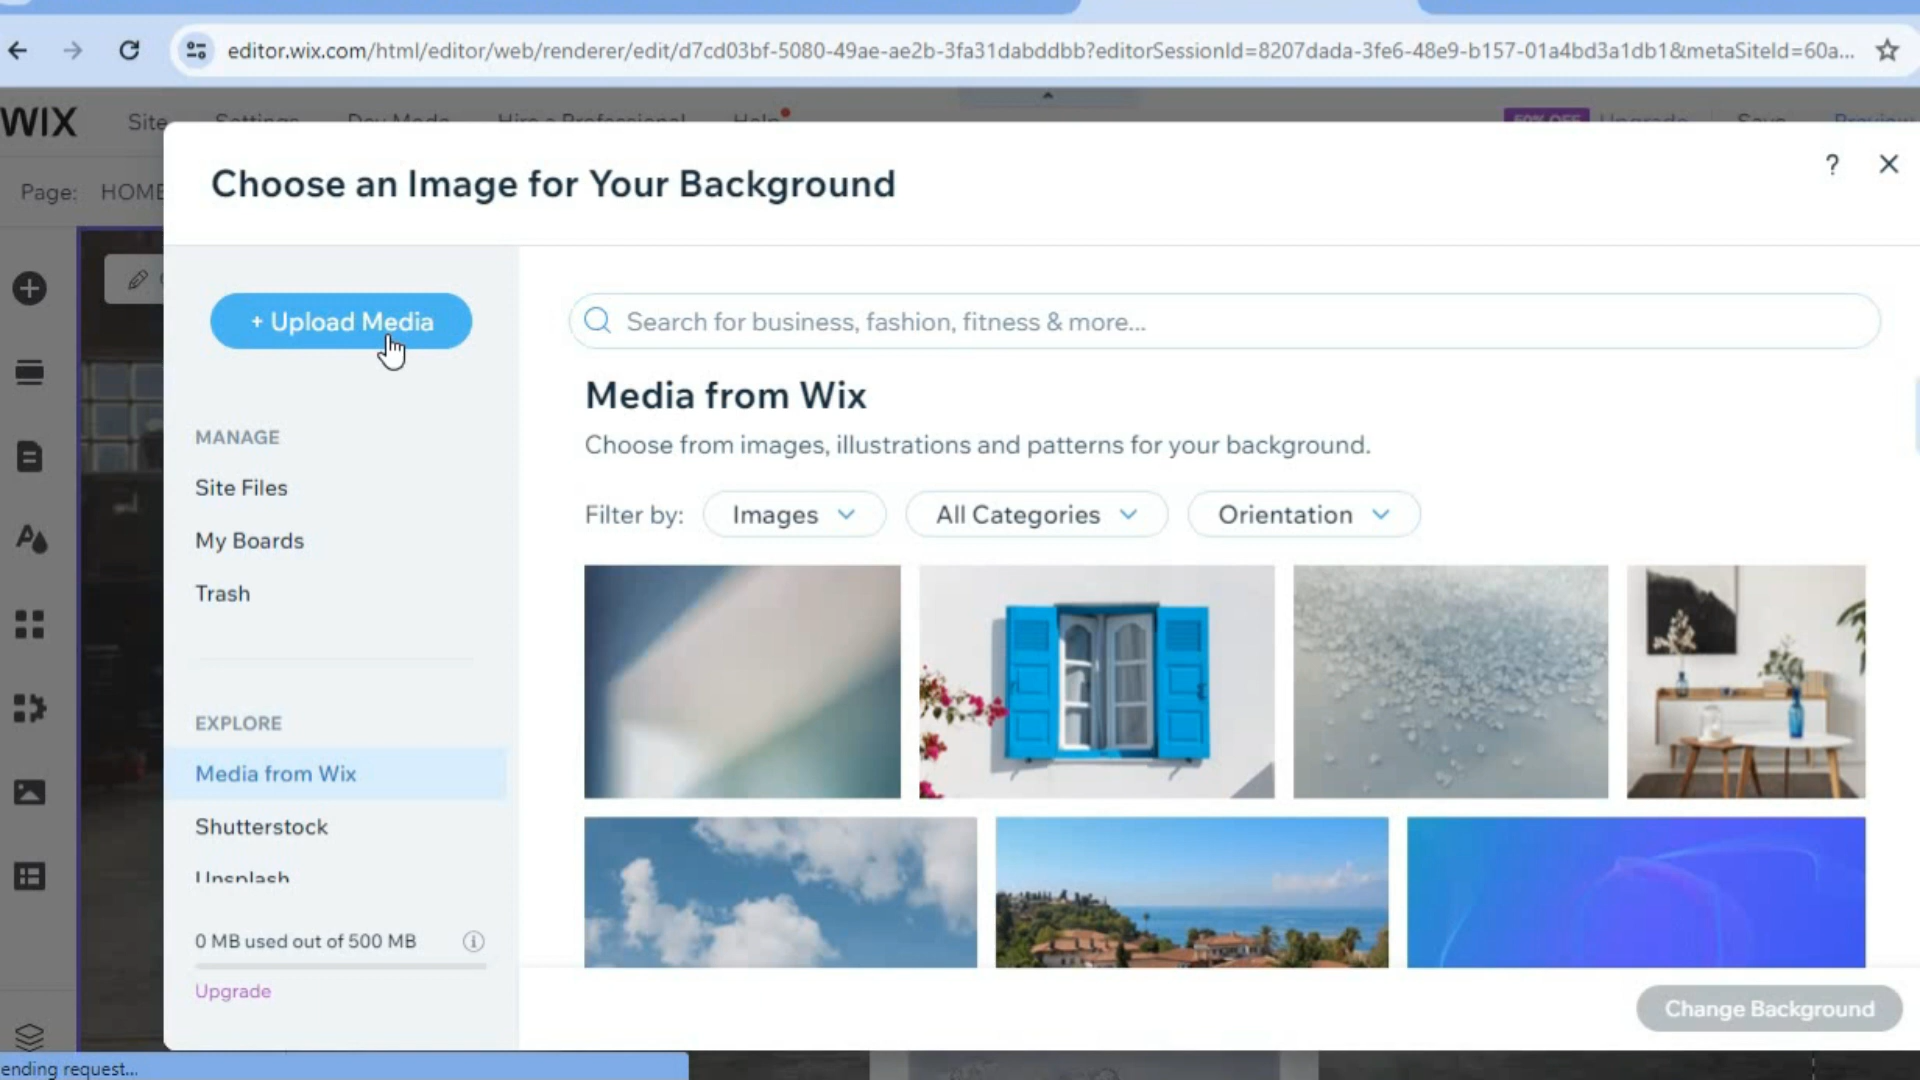 editor.wix.com/html/editor/web/renderer/edit/d7cd03bf-5080-49ae-ae2b-3fa31dabddbb?editorSessionId=8207dada-3fe6-48e9-b157-01a4bd3a1db1&metaSiteId=60a...
WIX Site Settings Dev Mode Hire a Professional Help 50% OFF Upgrade Save Preview
Page: HOME
Choose an Image for Your Background
?
+ Upload Media
Search for business, fashion, fitness & more...
Media from Wix
Choose from images, illustrations and patterns for your background.
Filter by: Images All Categories Orientation
MANAGE
Site Files
My Boards
Trash
EXPLORE
Media from Wix
Shutterstock
Unsplash
0 MB used out of 500 MB
Upgrade
Change Background
ending request...